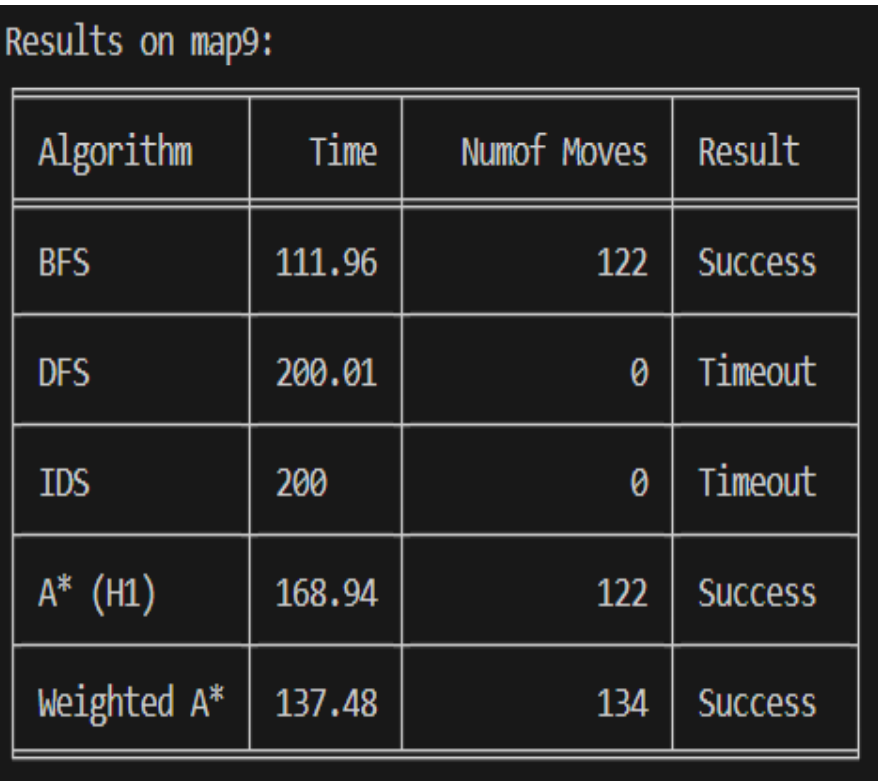 Results on map9:
Algorithm Time Numof Moves Result
BFS 111.96 122 Success
DFS 200.01 0 Timeout
IDS 200 0 Timeout
A* (H1) 168.94 122 Success
Weighted A* 137.48 134 Success